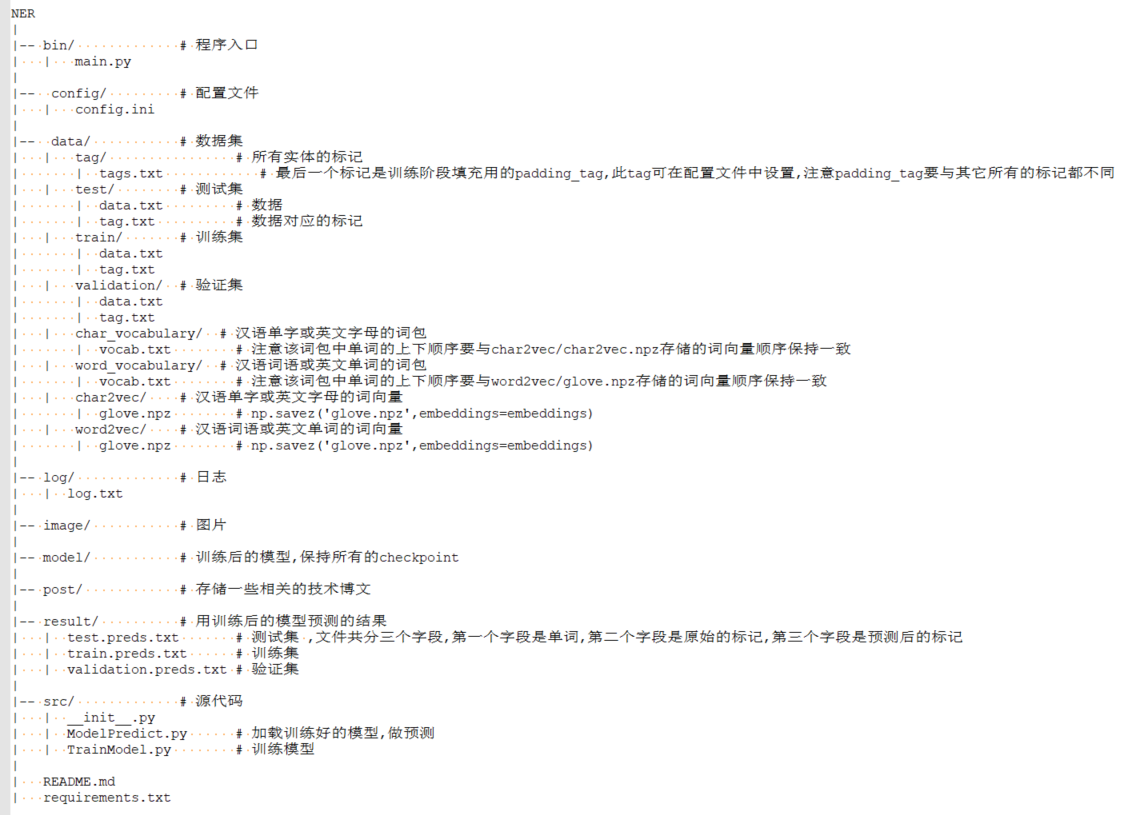 NER
|
|-- bin/ # 程序入口
| | main.py
|
|-- config/ # 配置文件
| | config.ini
|
|-- data/ # 数据集
| | tag/ # 所有实体的标记
| | tags.txt # 最后一个标记是训练阶段填充用的padding_tag,此tag可在配置文件中设置,注意padding_tag要与其它所有的标记都不同
| | test/ # 测试集
| | data.txt # 数据
| | tag.txt # 数据对应的标记
| | train/ # 训练集
| | data.txt
| | tag.txt
| | validation/ # 验证集
| | data.txt
| | tag.txt
| | char_vocabulary/ # 汉语单字或英文字母的词包
| | vocab.txt # 注意该词包中单词的上下顺序要与char2vec/char2vec.npz存储的词向量顺序保持一致
| | word_vocabulary/ # 汉语词语或英文单词的词包
| | vocab.txt # 注意该词包中单词的上下顺序要与word2vec/glove.npz存储的词向量顺序保持一致
| | char2vec/ # 汉语单字或英文字母的词向量
| | glove.npz # np.savez('glove.npz',embeddings=embeddings)
| | word2vec/ # 汉语词语或英文单词的词向量
| | glove.npz # np.savez('glove.npz',embeddings=embeddings)
|
|-- log/ # 日志
| | log.txt
|
|-- image/ # 图片
|
|-- model/ # 训练后的模型,保持所有的checkpoint
|
|-- post/ # 存储一些相关的技术博文
|
|-- result/ # 用训练后的模型预测的结果
| | test.preds.txt # 测试集 ,文件共分三个字段,第一个字段是单词,第二个字段是原始的标记,第三个字段是预测后的标记
| | train.preds.txt # 训练集
| | validation.preds.txt # 验证集
|
|-- src/ # 源代码
| | __init__.py
| | ModelPredict.py # 加载训练好的模型,做预测
| | TrainModel.py # 训练模型
|
| README.md
| requirements.txt